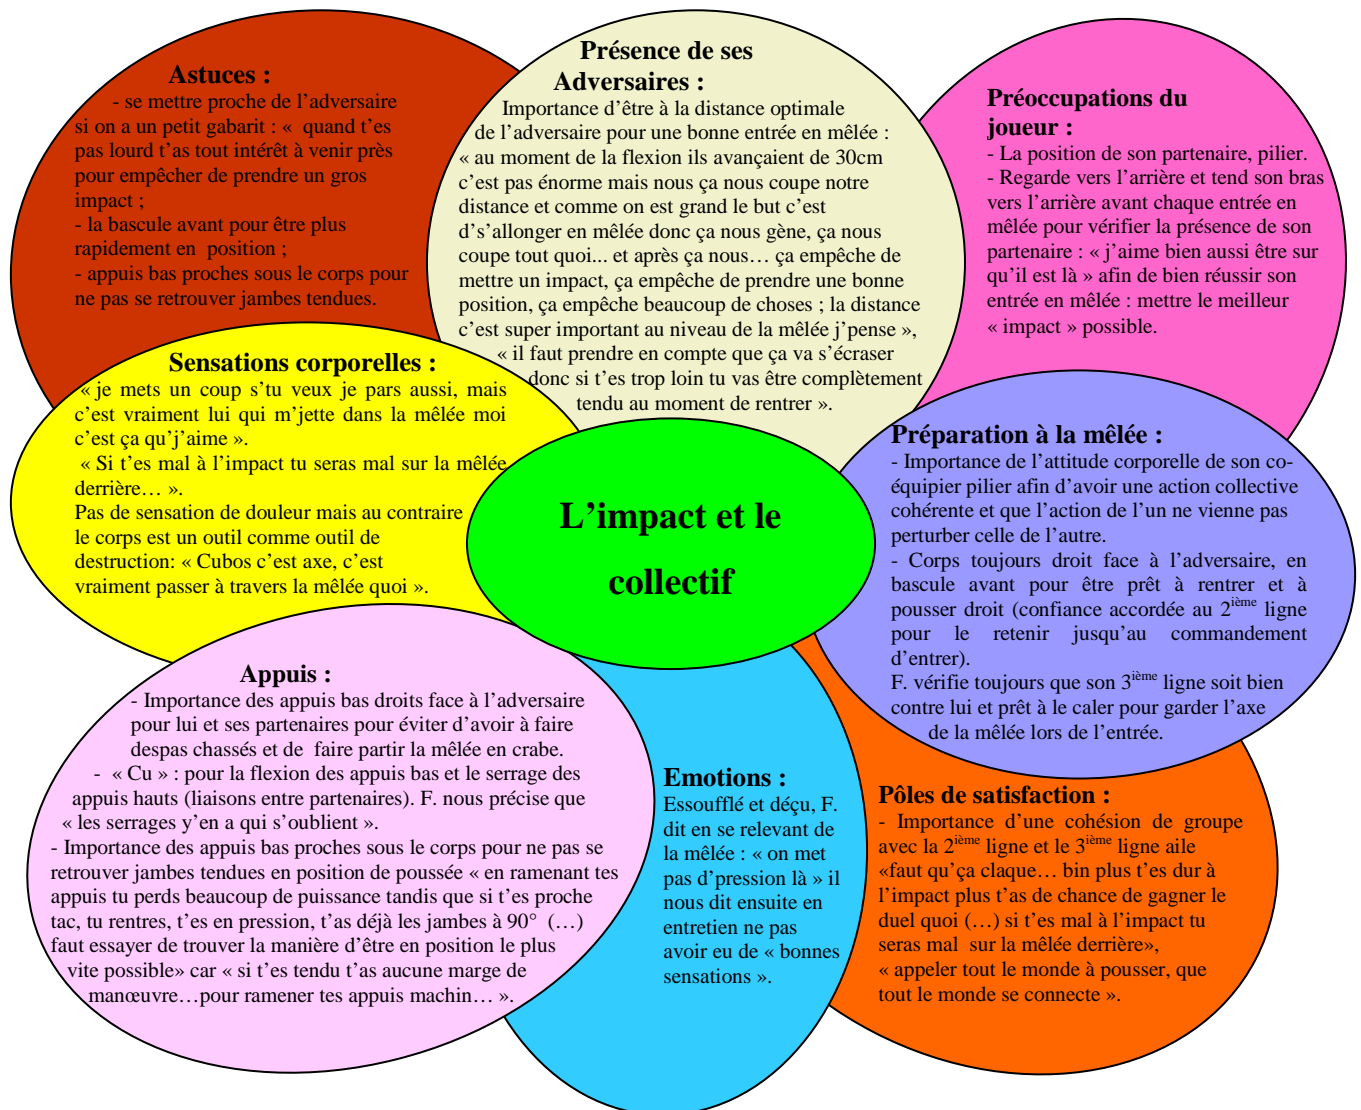 Astuces :
- se mettre proche de l'adversaire
si on a un petit gabarit : «  quand t'es
pas lourd t'as tout intérêt à venir près
pour empêcher de prendre un gros
impact ;
- la bascule avant pour être plus
rapidement en  position ;
- appuis bas proches sous le corps pour
ne pas se retrouver jambes tendues.
Présence de ses
Adversaires :
Importance d'être à la distance optimale
de l'adversaire pour une bonne entrée en mêlée :
« au moment de la flexion ils avançaient de 30cm
c'est pas énorme mais nous ça nous coupe notre
distance et comme on est grand le but c'est
d's'allonger en mêlée donc ça nous gène, ça nous
coupe tout quoi... et après ça nous… ça empêche de
mettre un impact, ça empêche de prendre une bonne
position, ça empêche beaucoup de choses ; la distance
c'est super important au niveau de la mêlée j'pense »,
« il faut prendre en compte que ça va s'écraser
donc si t'es trop loin tu vas être complètement
tendu au moment de rentrer ».
Préoccupations du
joueur :
- La position de son partenaire, pilier.
- Regarde vers l'arrière et tend son bras
vers l'arrière avant chaque entrée en
mêlée pour vérifier la présence de son
partenaire : « j'aime bien aussi être sur
qu'il est là » afin de bien réussir son
entrée en mêlée : mettre le meilleur
« impact » possible.
Sensations corporelles :
« je mets un coup s'tu veux je pars aussi, mais
c'est vraiment lui qui m'jette dans la mêlée moi
c'est ça qu'j'aime ».
« Si t'es mal à l'impact tu seras mal sur la mêlée
derrière… ».
Pas de sensation de douleur mais au contraire
le corps est un outil comme outil de
destruction: « Cubos c'est axe, c'est
vraiment passer à travers la mêlée quoi ».
L'impact et le
collectif
Préparation à la mêlée :
- Importance de l'attitude corporelle de son co-
équipier pilier afin d'avoir une action collective
cohérente et que l'action de l'un ne vienne pas
perturber celle de l'autre.
- Corps toujours droit face à l'adversaire, en
bascule avant pour être prêt à rentrer et à
pousser droit (confiance accordée au 2ième ligne
pour le retenir jusqu'au commandement
d'entrer).
F. vérifie toujours que son 3ième ligne soit bien
contre lui et prêt à le caler pour garder l'axe
de la mêlée lors de l'entrée.
Appuis :
- Importance des appuis bas droits face à l'adversaire
pour lui et ses partenaires pour éviter d'avoir à faire
despas chassés et de  faire partir la mêlée en crabe.
-  « Cu » : pour la flexion des appuis bas et le serrage des
appuis hauts (liaisons entre partenaires). F. nous précise que
« les serrages y'en a qui s'oublient ».
- Importance des appuis bas proches sous le corps pour ne pas se
retrouver jambes tendues en position de poussée « en ramenant tes
appuis tu perds beaucoup de puissance tandis que si t'es proche
tac, tu rentres, t'es en pression, t'as déjà les jambes à 90°  (…)
faut essayer de trouver la manière d'être en position le plus
vite possible» car « si t'es tendu t'as aucune marge de
manœuvre…pour ramener tes appuis machin… ».
Emotions :
Essoufflé et déçu, F.
dit en se relevant de
la mêlée : « on met
pas d'pression là » il
nous dit ensuite en
entretien ne pas
avoir eu de « bonnes
sensations ».
Pôles de satisfaction :
- Importance d'une cohésion de groupe
avec la 2ième ligne et le 3ième ligne aile
«faut qu'ça claque… bin plus t'es dur à
l'impact plus t'as de chance de gagner le
duel quoi (…) si t'es mal à l'impact tu
seras mal  sur la mêlée derrière»,
« appeler tout le monde à pousser, que
tout le monde se connecte ».